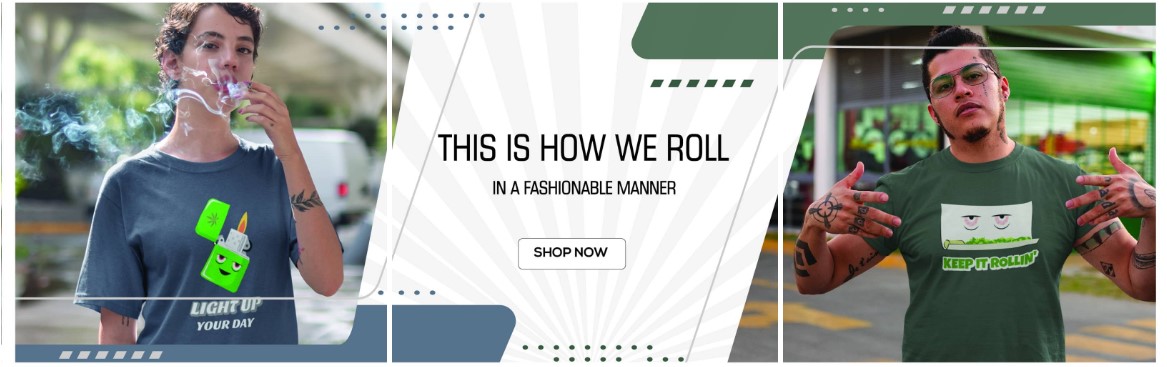 LIGHT UP
YOUR DAY
THIS IS HOW WE ROLL
IN A FASHIONABLE MANNER
SHOP NOW
KEEP IT ROLLIN'